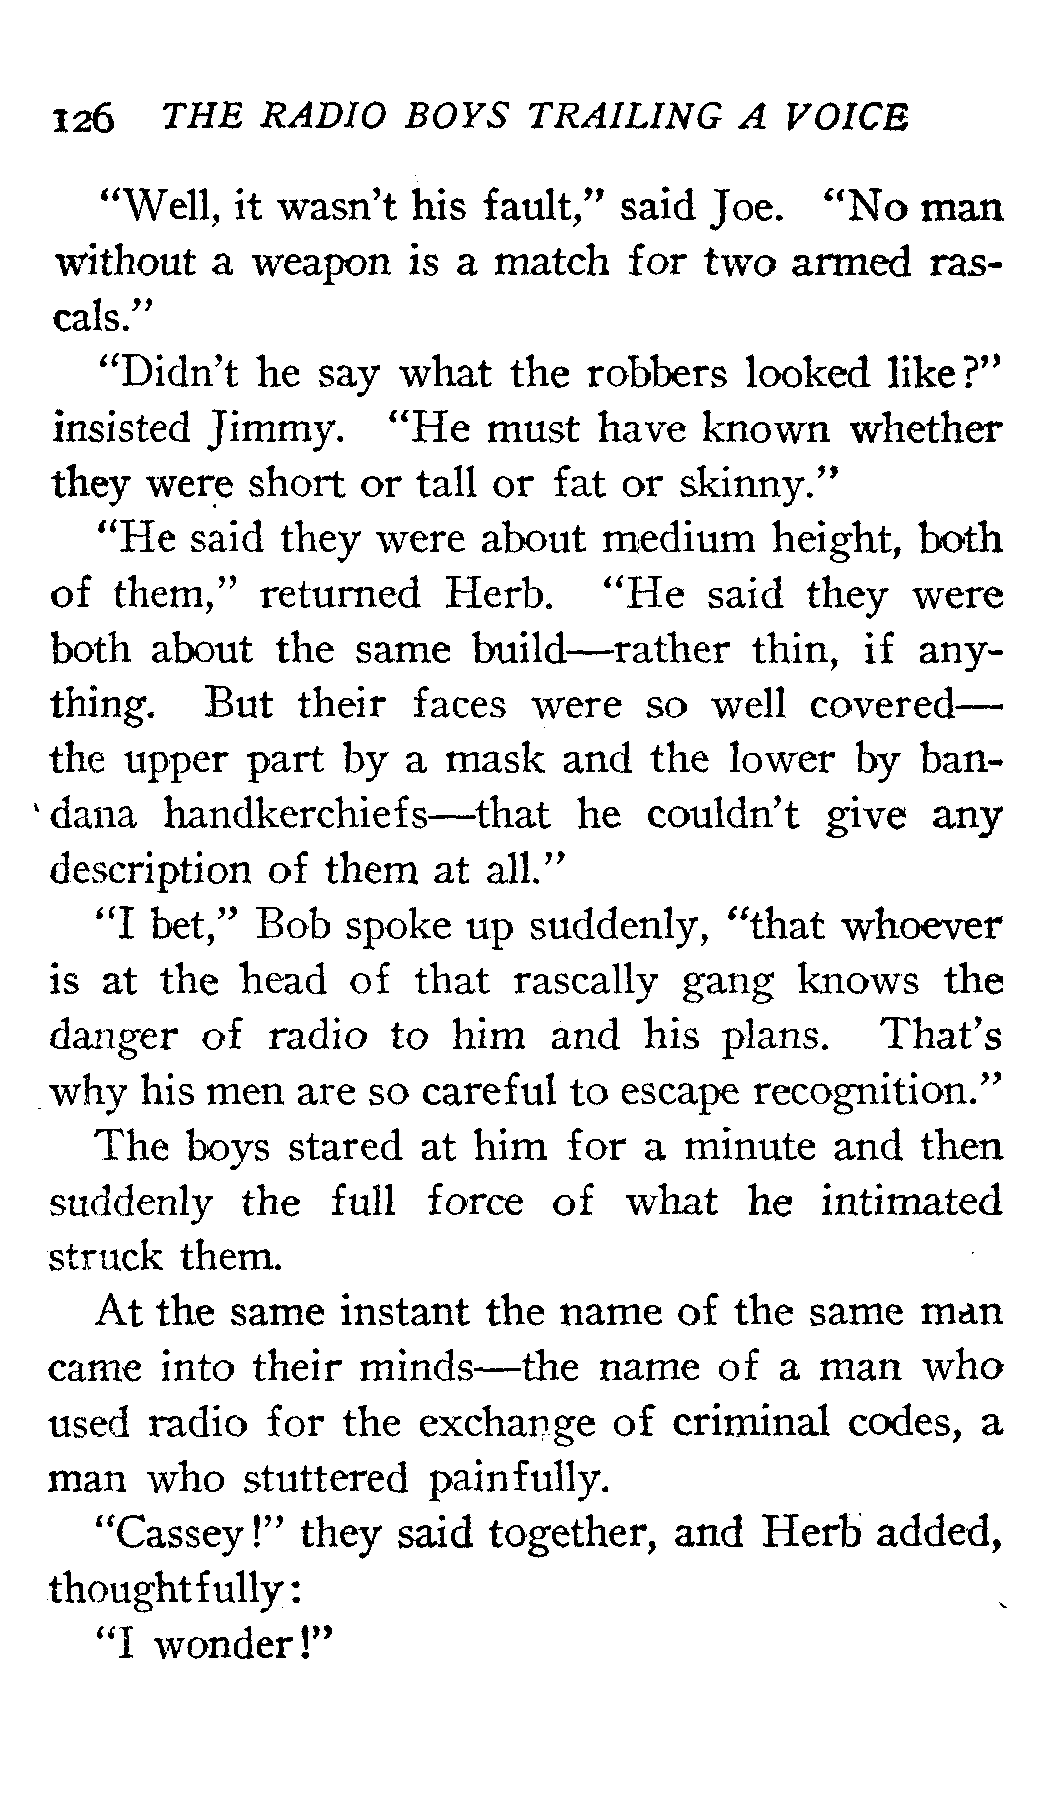 126 THE RADIO BOYS TRAILING A VOICE
“Well, it wasn’t his fault,” said Joe. “No man
without a weapon is a match for two armed ras-
cals.”
“Didn’t he say what the robbers looked like?”
insisted Jimmy. “He must have known whether
they were short or tall or fat or skinny.”
“He said they were about medium height, both
of them,” returned Herb. “He said they were
both about the same build—rather thin, if any-
thing. But their faces were so well covered—
the upper part by a mask and the lower by ban-
dana handkerchiefs—that he couldn’t give any
description of them at all.”
“I bet,” Bob spoke up suddenly, “that whoever
is at the head of that rascally gang knows the
danger of radio to him and his plans. That’s
why his men are so careful to escape recognition.”
The boys stared at him for a minute and then
suddenly the full force of what he intimated
struck them.
At the same instant the name of the same man
came into their minds—the name of a man who
used radio for the exchange of criminal codes, a
man who stuttered painfully.
“Cassey!” they said together, and Herb added,
thoughtfully:
“I wonder!”